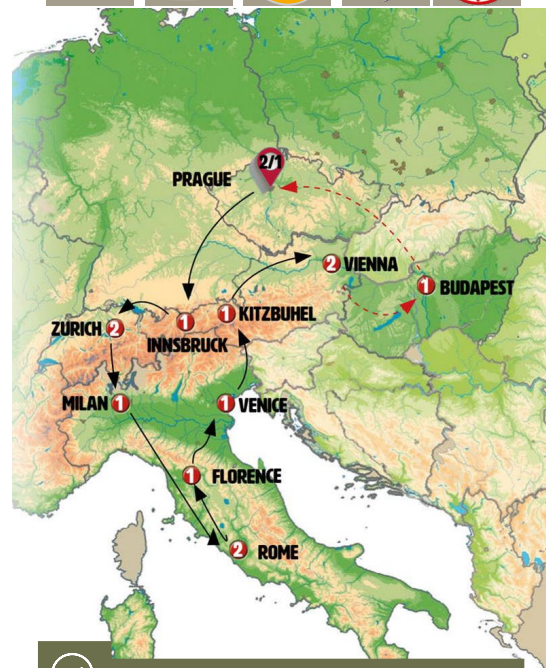 2/1
PRAGUE
2 VIENNA
1 BUDAPEST
1 KITZBUHEL
ZURICH 2
1
INNSBRUCK
MILAN 1
1 VENICE
1 FLORENCE
2 ROME